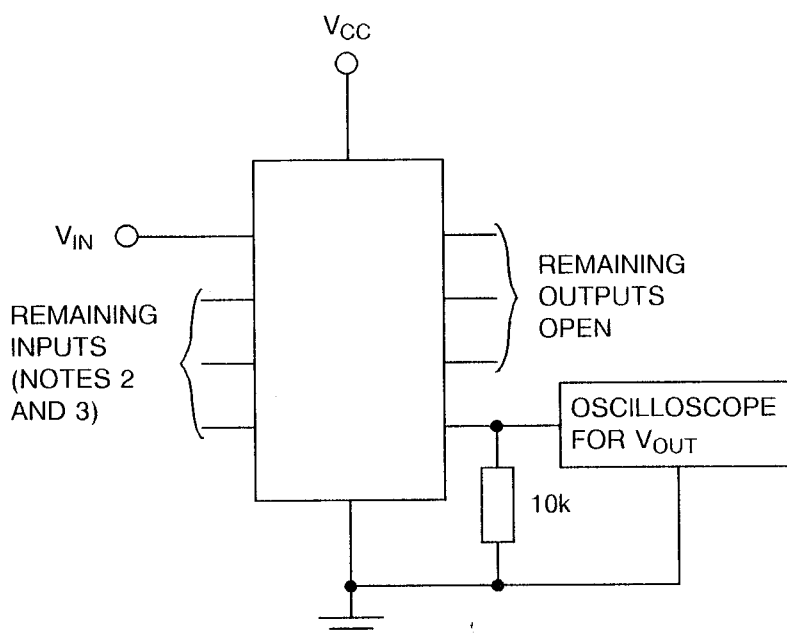 VCC
VIN
REMAINING
INPUTS
(NOTES 2
AND 3)
REMAINING
OUTPUTS
OPEN
OSCILLOSCOPE
FOR VOUT
10k